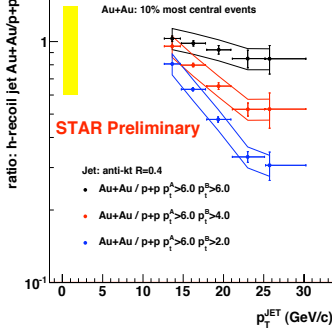 Au+Au: 10% most central events
ratio: h-recoil jet Au+Au/p+p
1
STAR Preliminary
Jet: anti-kt R=0.4
Au+Au / p+p p_t^A>6.0 p_t^B>6.0
Au+Au / p+p p_t^A>6.0 p_t^B>4.0
Au+Au / p+p p_t^A>6.0 p_t^B>2.0
10^-1
0 5 10 15 20 25 30
p_T^JET (GeV/c)